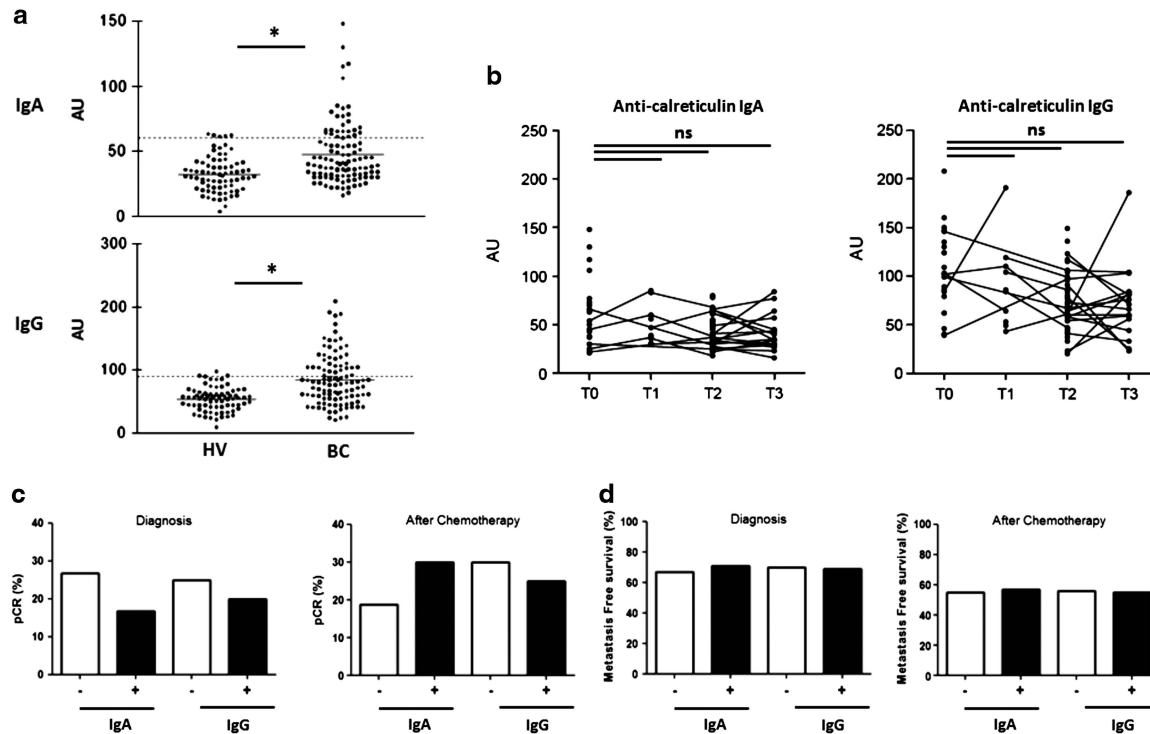 a
IgA
AU
150
100
50
0
*
IgG
AU
300
200
100
0
*
HV BC
b
Anti-calreticulin IgA
ns
AU
250
200
150
100
50
0
T0 T1 T2 T3
Anti-calreticulin IgG
ns
AU
250
200
150
100
50
0
T0 T1 T2 T3
c
Diagnosis
pCR (%)
40
30
20
10
0
- + - +
IgA IgG
After Chemotherapy
pCR (%)
40
30
20
10
0
- + - +
IgA IgG
d
Diagnosis
Metastasis Free survival (%)
100
80
60
40
20
0
- + - +
IgA IgG
After Chemotherapy
Metastasis Free survival (%)
100
80
60
40
20
0
- + - +
IgA IgG